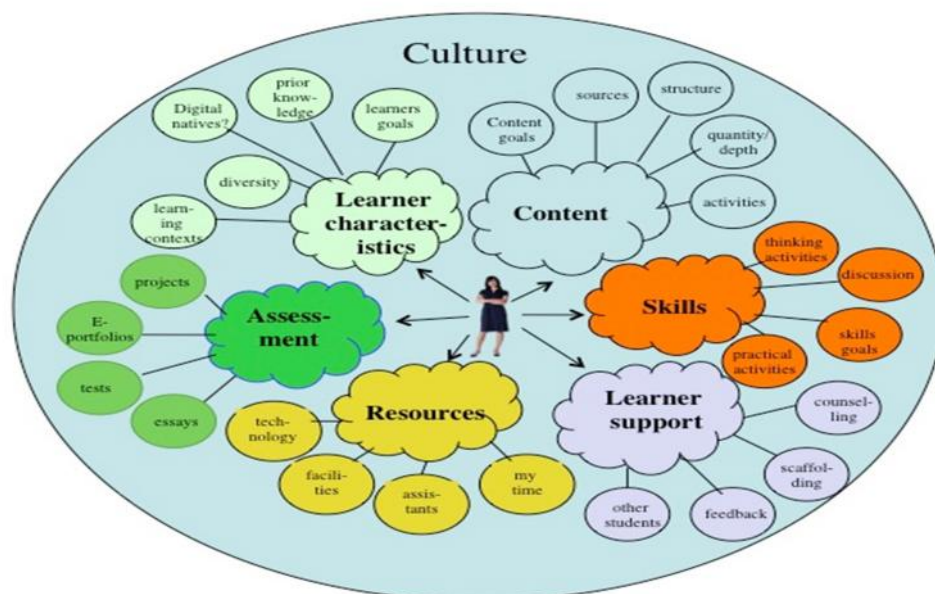 Culture
Digital
natives?
prior
know-
ledge
learners
goals
diversity
learn-
ing
contexts
Learner
character-
istics
Content
goals
sources
structure
quantity/
depth
activities
Content
thinking
activities
discussion
skills
goals
practical
activities
Skills
projects
E-
portfolios
tests
essays
Assess-
ment
tech-
nology
facili-
ties
assis-
tants
my
time
Resources
Learner
support
counsel-
ling
scaffol-
ding
feedback
other
students